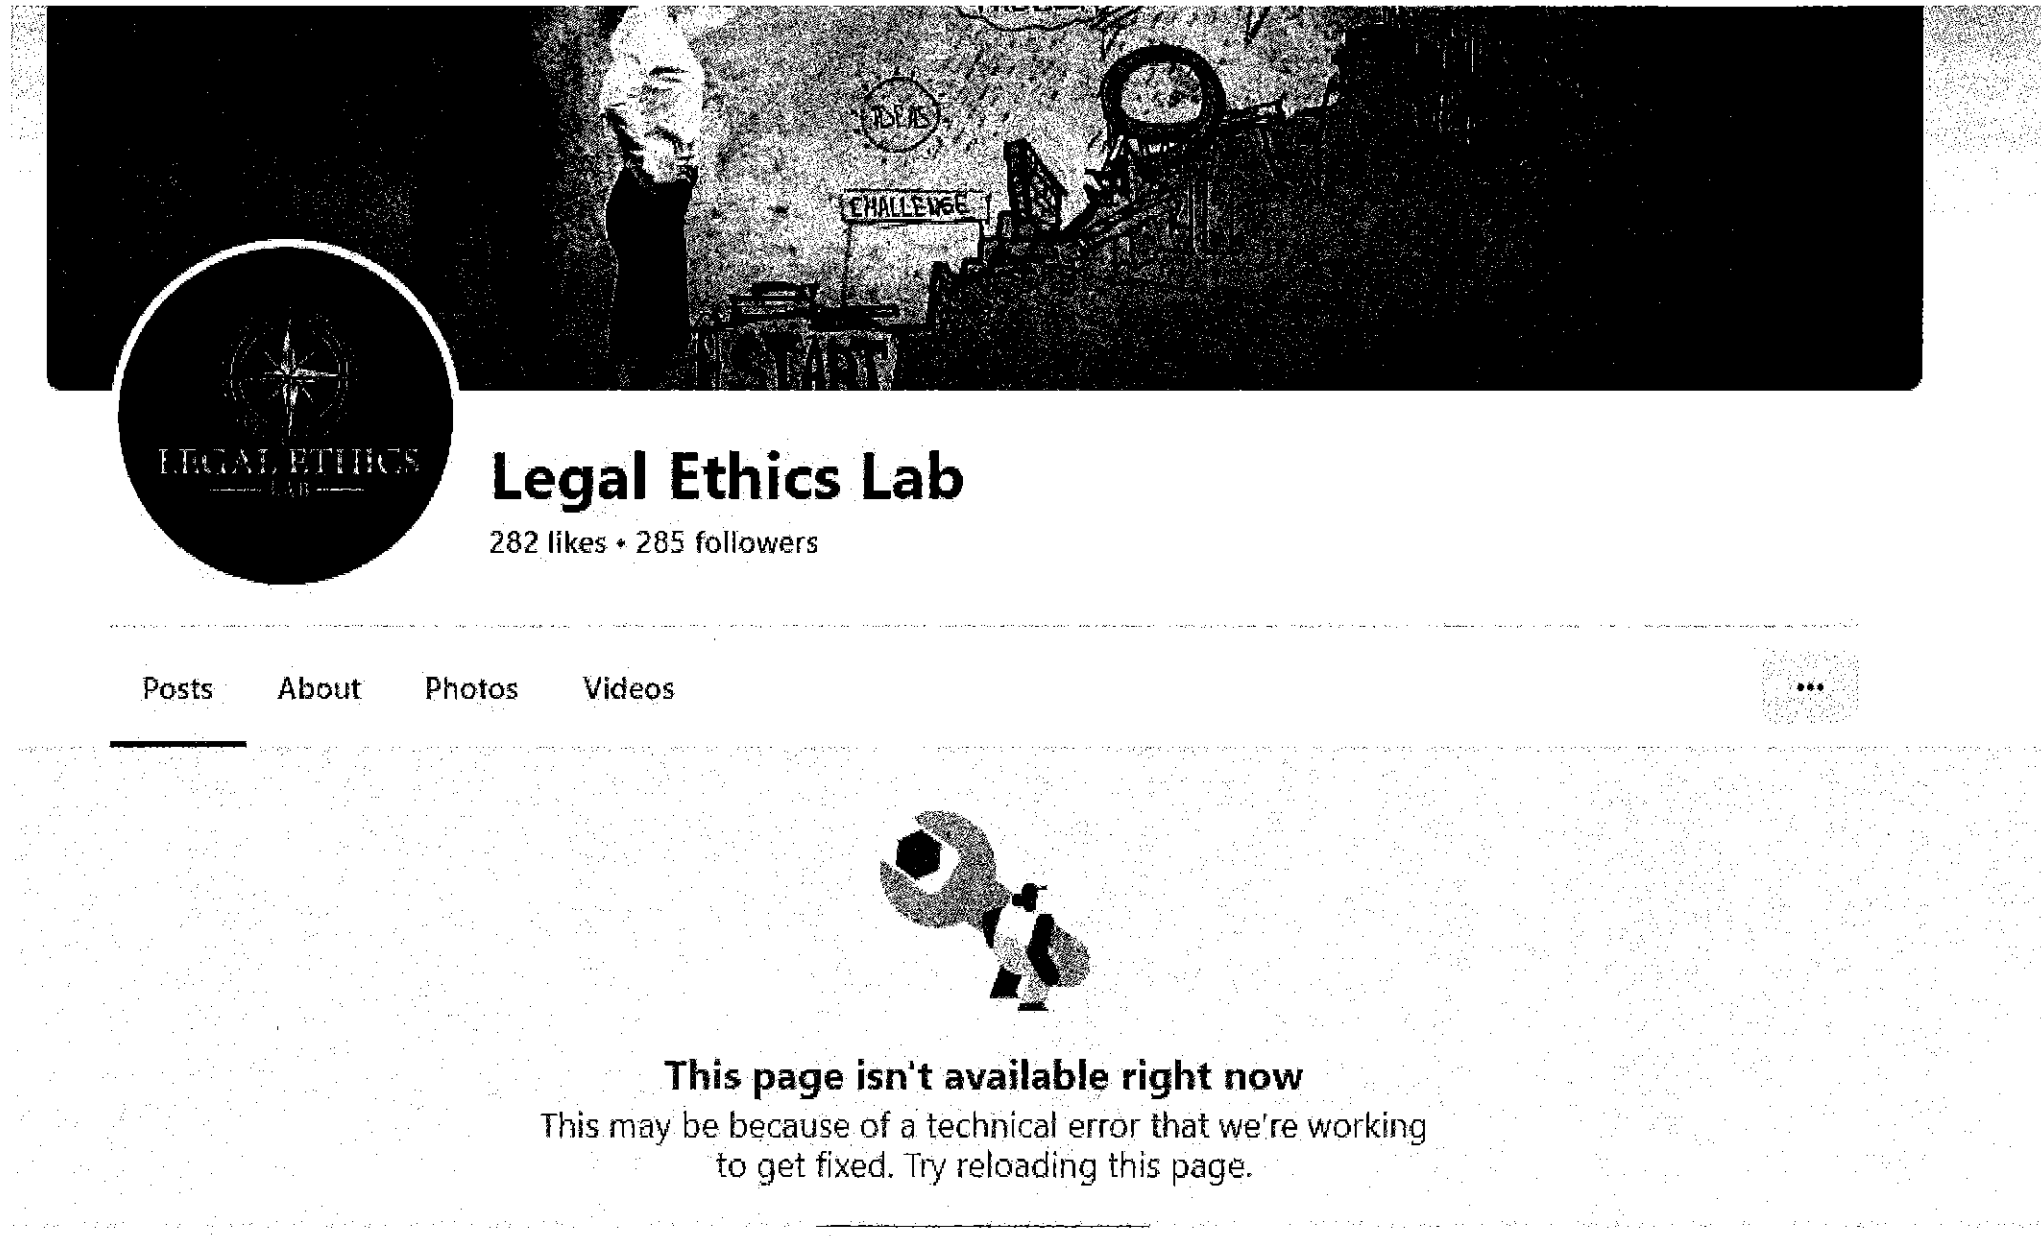 IDEAS
CHALLENGE
START
LEGAL ETHICS
LAB
Legal Ethics Lab
282 likes • 285 followers
Posts About Photos Videos
This page isn't available right now
This may be because of a technical error that we're working
to get fixed. Try reloading this page.